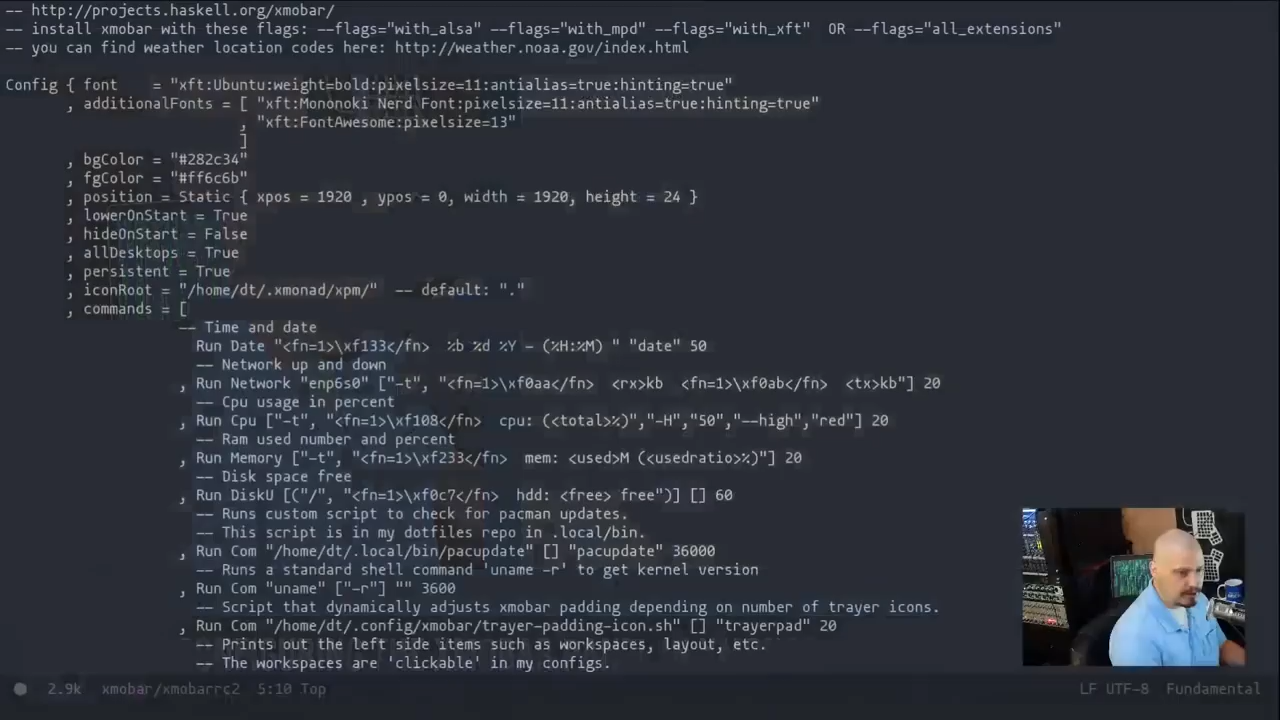 -- http://projects.haskell.org/xmobar/
-- install xmobar with these flags: --flags="with_alsa" --flags="with_mpd" --flags="with_xft"  OR --flags="all_extensions"
-- you can find weather location codes here: http://weather.noaa.gov/index.html
Config { font    = "xft:Ubuntu:weight=bold:pixelsize=11:antialias=true:hinting=true"
, additionalFonts = [ "xft:Mononoki Nerd Font:pixelsize=11:antialias=true:hinting=true"
, "xft:FontAwesome:pixelsize=13"
]
, bgColor = "#282c34"
, fgColor = "#ff6c6b"
, position = Static { xpos = 1920 , ypos = 0, width = 1920, height = 24 }
, lowerOnStart = True
, hideOnStart = False
, allDesktops = True
, persistent = True
, iconRoot = "/home/dt/.xmonad/xpm/"  -- default: "."
, commands = [
-- Time and date
Run Date "<fn=1>\xf133</fn>  %b %d %Y - (%H:%M) " "date" 50
-- Network up and down
, Run Network "enp6s0" ["-t", "<fn=1>\xf0aa</fn>  <rx>kb  <fn=1>\xf0ab</fn>  <tx>kb"] 20
-- Cpu usage in percent
, Run Cpu ["-t", "<fn=1>\xf108</fn>  cpu: (<total>%)","-H","50","--high","red"] 20
-- Ram used number and percent
, Run Memory ["-t", "<fn=1>\xf233</fn>  mem: <used>M (<usedratio>%)"] 20
-- Disk space free
, Run DiskU [("/", "<fn=1>\xf0c7</fn>  hdd: <free> free")] [] 60
-- Runs custom script to check for pacman updates.
-- This script is in my dotfiles repo in .local/bin.
, Run Com "/home/dt/.local/bin/pacupdate" [] "pacupdate" 36000
-- Runs a standard shell command 'uname -r' to get kernel version
, Run Com "uname" ["-r"] "" 3600
-- Script that dynamically adjusts xmobar padding depending on number of trayer icons.
, Run Com "/home/dt/.config/xmobar/trayer-padding-icon.sh" [] "trayerpad" 20
-- Prints out the left side items such as workspaces, layout, etc.
-- The workspaces are 'clickable' in my configs.
2.9k  xmobar/xmobarrc2  5:10 Top  LF UTF-8  Fundamental